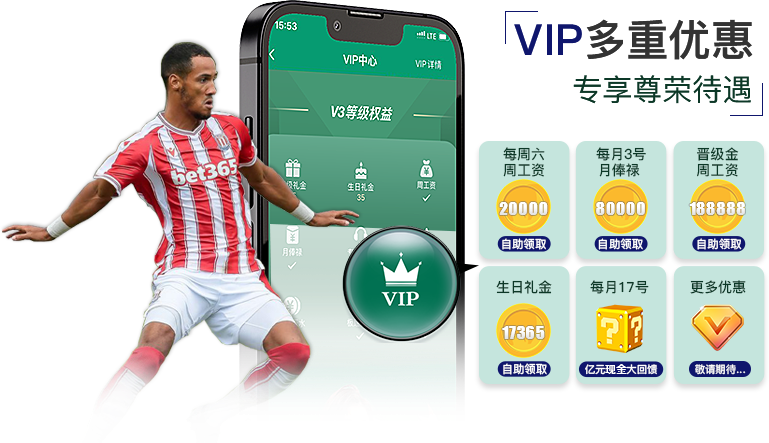 VIP多重优惠
专享尊荣待遇
15:53
LTE
VIP中心
VIP详情
V3等级权益
级礼金
生日礼金
35
周工资
月俸禄
水
bet365
VIP
每周六
周工资
20000
自助领取
每月3号
月俸禄
80000
自助领取
晋级金
周工资
188888
自助领取
生日礼金
17365
自助领取
每月17号
亿元现金大回馈
更多优惠
敬请期待...